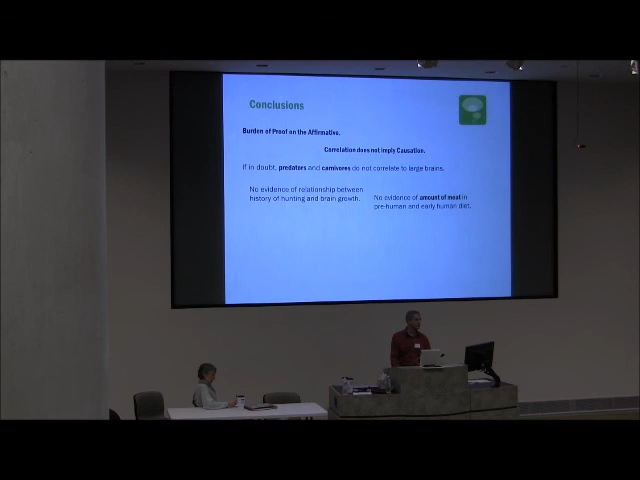 Conclusions
Burden of Proof on the Affirmative.
Correlation does not imply Causation.
If in doubt, predators and carnivores do not correlate to large brains.
No evidence of relationship between
history of hunting and brain growth.
No evidence of amount of meat in
pre-human and early human diet.